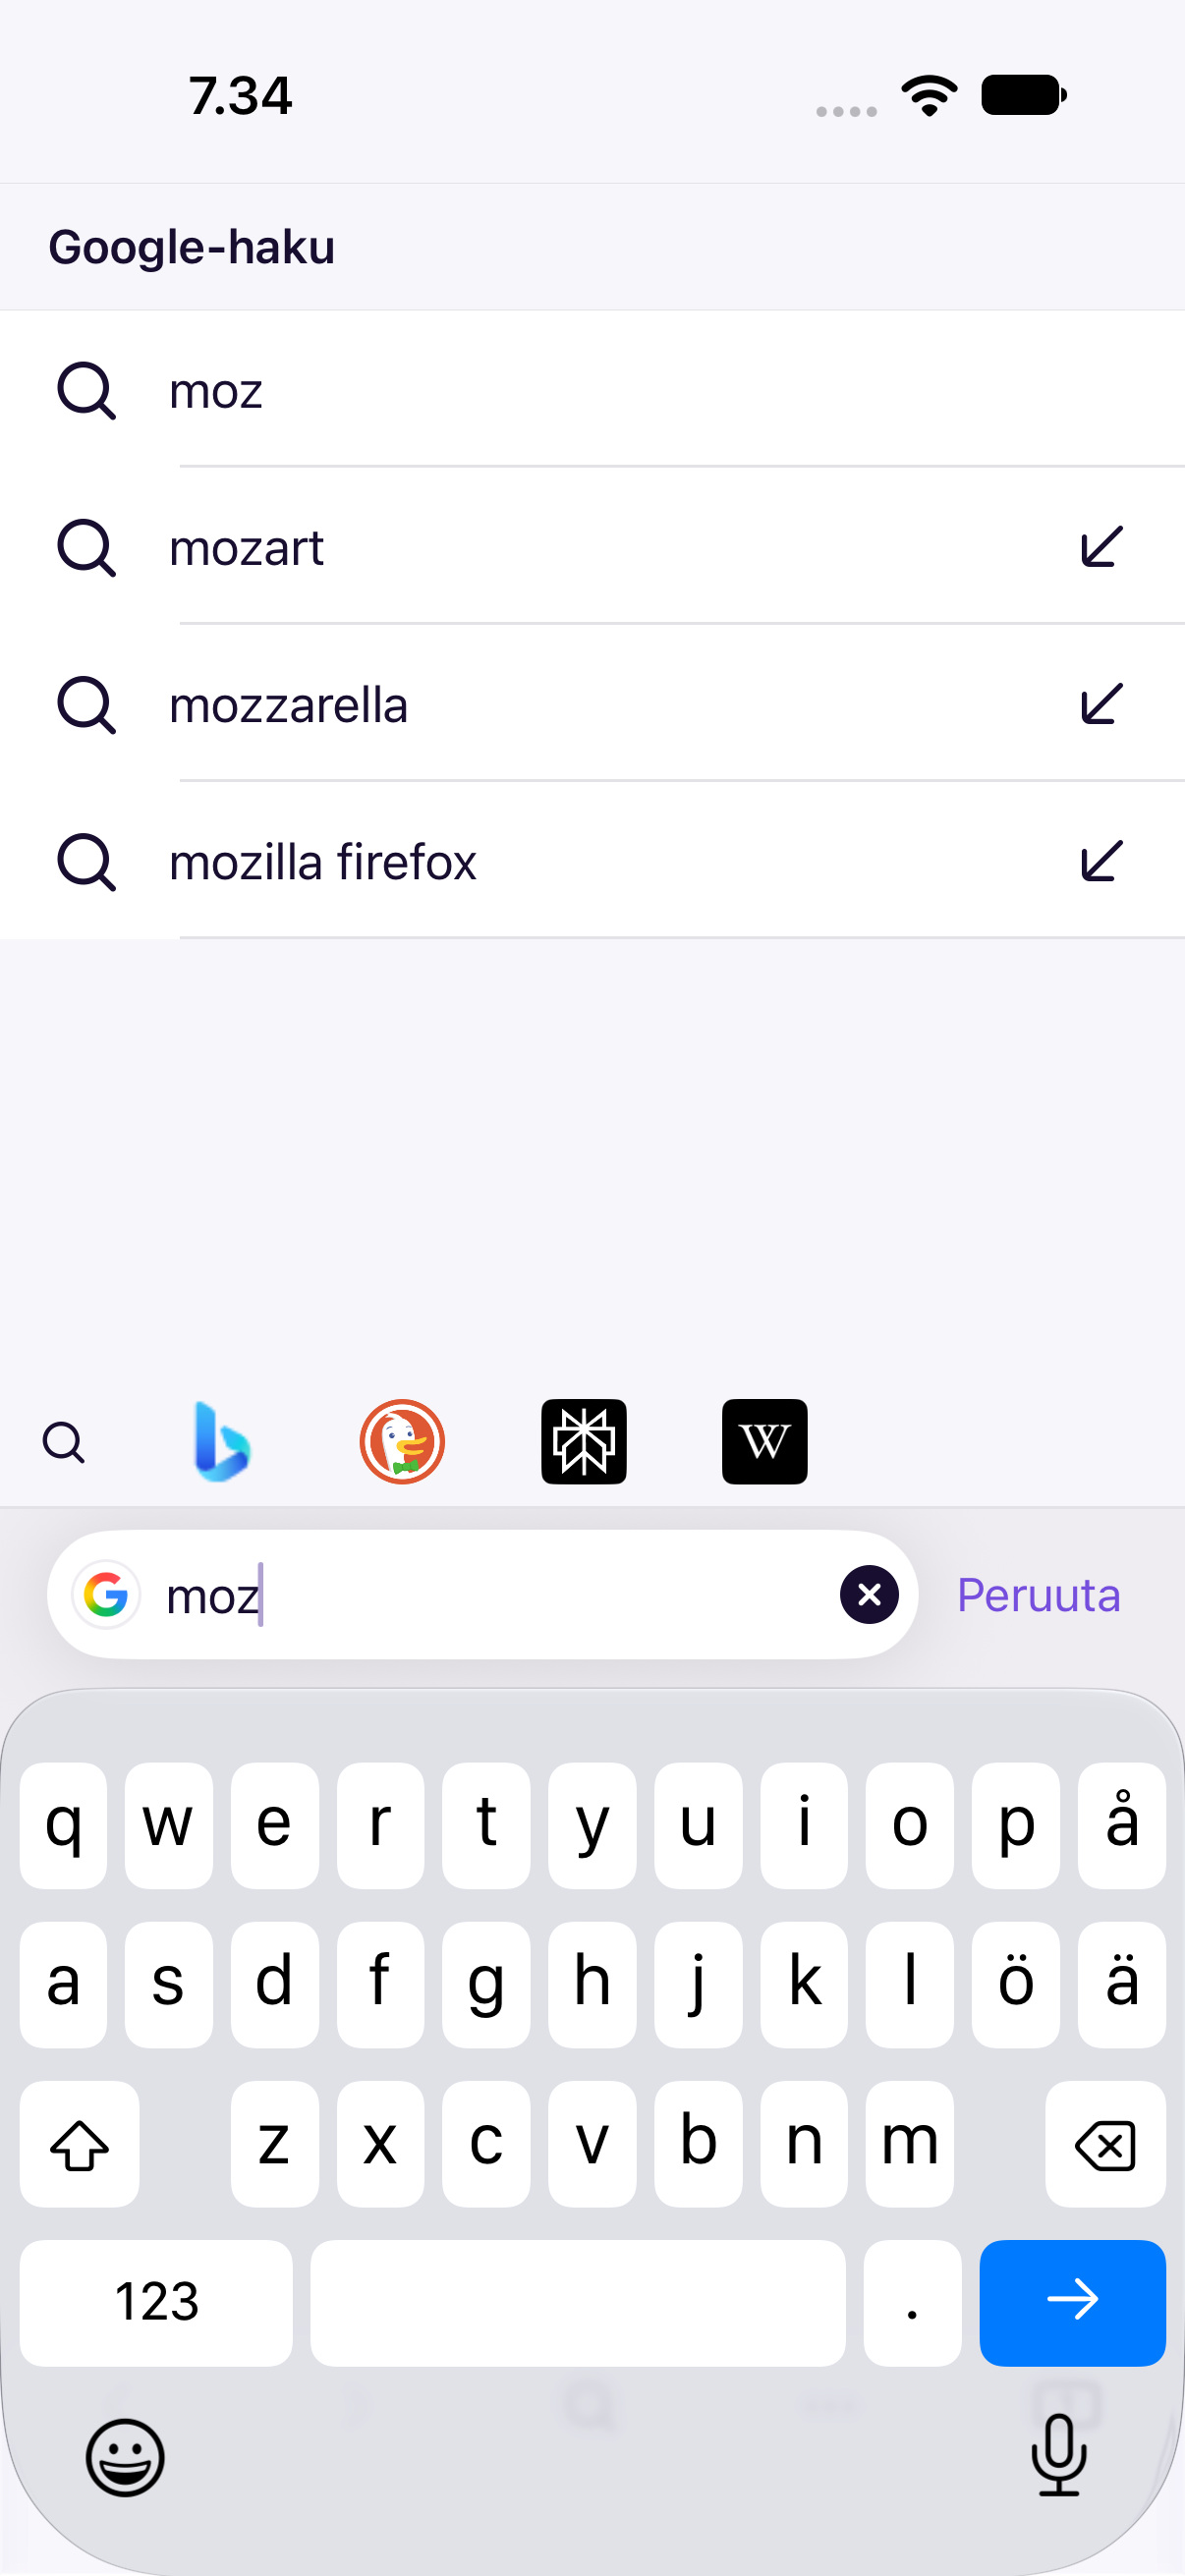 7.34
Google-haku
moz
mozart
mozzarella
mozilla firefox
W
moz
Peruuta
q w e r t y u i o p å
a s d f g h j k l ö ä
z x c v b n m
123 .